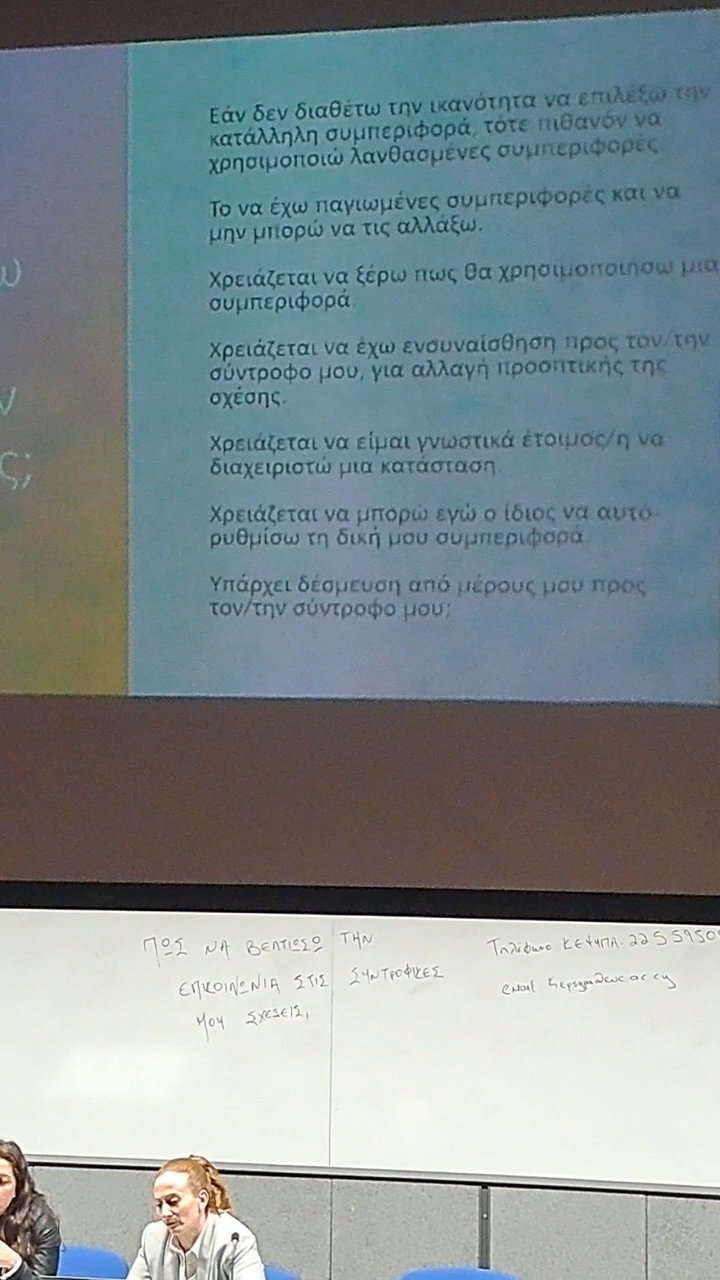 Εάν δεν διαθέτω την ικανότητα να επιλέξω την
κατάλληλη συμπεριφορά, τότε πιθανόν να
χρησιμοποιώ λανθασμένες συμπεριφορές.
Το να έχω παγιωμένες συμπεριφορές και να
μην μπορώ να τις αλλάξω.
Χρειάζεται να ξέρω πως θα χρησιμοποιήσω μια
συμπεριφορά
Χρειάζεται να έχω ενσυναίσθηση προς τον/την
σύντροφο μου, για αλλαγή προοπτικής της
σχέσης.
Χρειάζεται να είμαι γνωστικά έτοιμος/η να
διαχειριστώ μια κατάσταση.
Χρειάζεται να μπορώ εγώ ο ίδιος να αυτό-
ρυθμίσω τη δική μου συμπεριφορά.
Υπάρχει δέσμευση από μέρους μου προς
τον/την σύντροφο μου;
ω
ν
ς;
ΠΩΣ ΝΑ ΒΕΛΤΙΩΣΩ ΤΗΝ
ΕΠΙΚΟΙΝΩΝΙΑ ΣΤΙΣ ΣΥΝΤΡΟΦΙΚΕΣ
ΜΟΥ ΣΧΕΣΕΙΣ,
Τηλέφωνο ΚΕΨΥΠΑ. 2255950
email